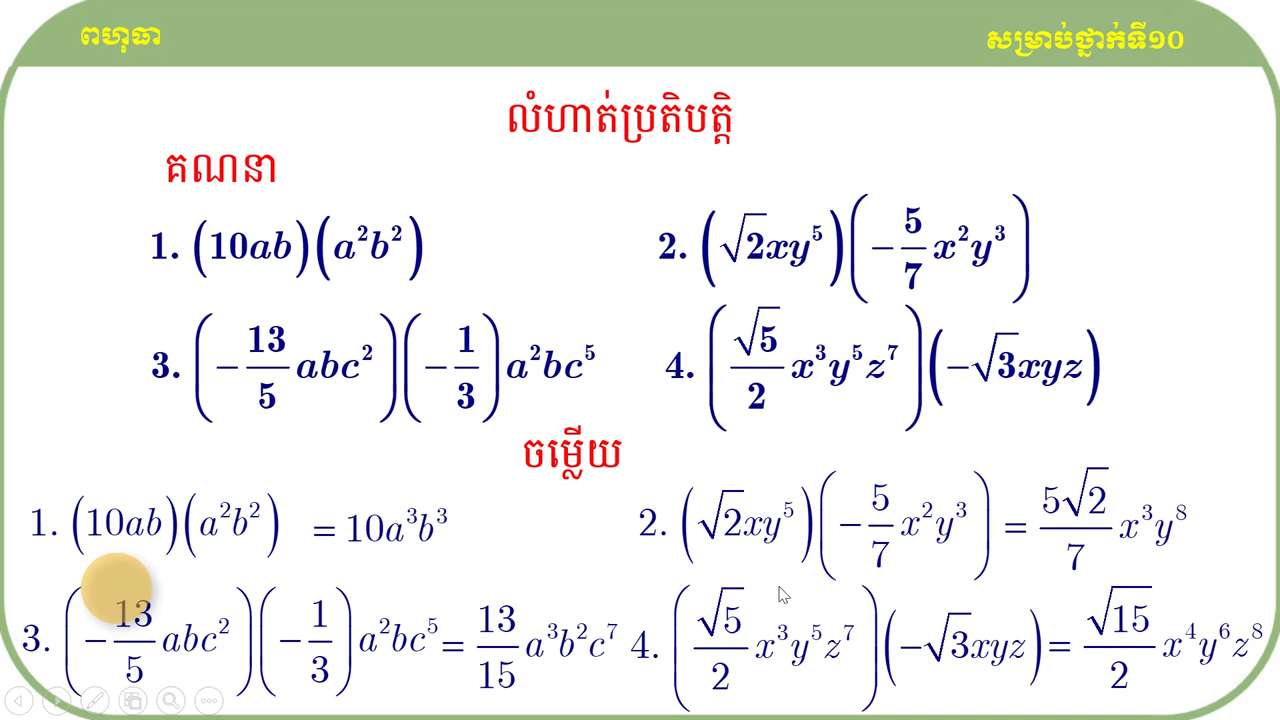 ពហុធា
សម្រាប់ថ្នាក់ទី១០
លំហាត់ប្រតិបត្តិ
គណនា
1. (10ab)(a²b²)
2. (√2xy⁵)(−5/7 x²y³)
3. (−13/5 abc²)(−1/3)a²bc⁵
4. (√5/2 x³y⁵z⁷)(−√3xyz)
ចម្លើយ
1. (10ab)(a²b²) = 10a³b³
2. (√2xy⁵)(−5/7 x²y³) = 5√2/7 x³y⁸
3. (−13/5 abc²)(−1/3)a²bc⁵ = 13/15 a³b²c⁷
4. (√5/2 x³y⁵z⁷)(−√3xyz) = √15/2 x⁴y⁶z⁸